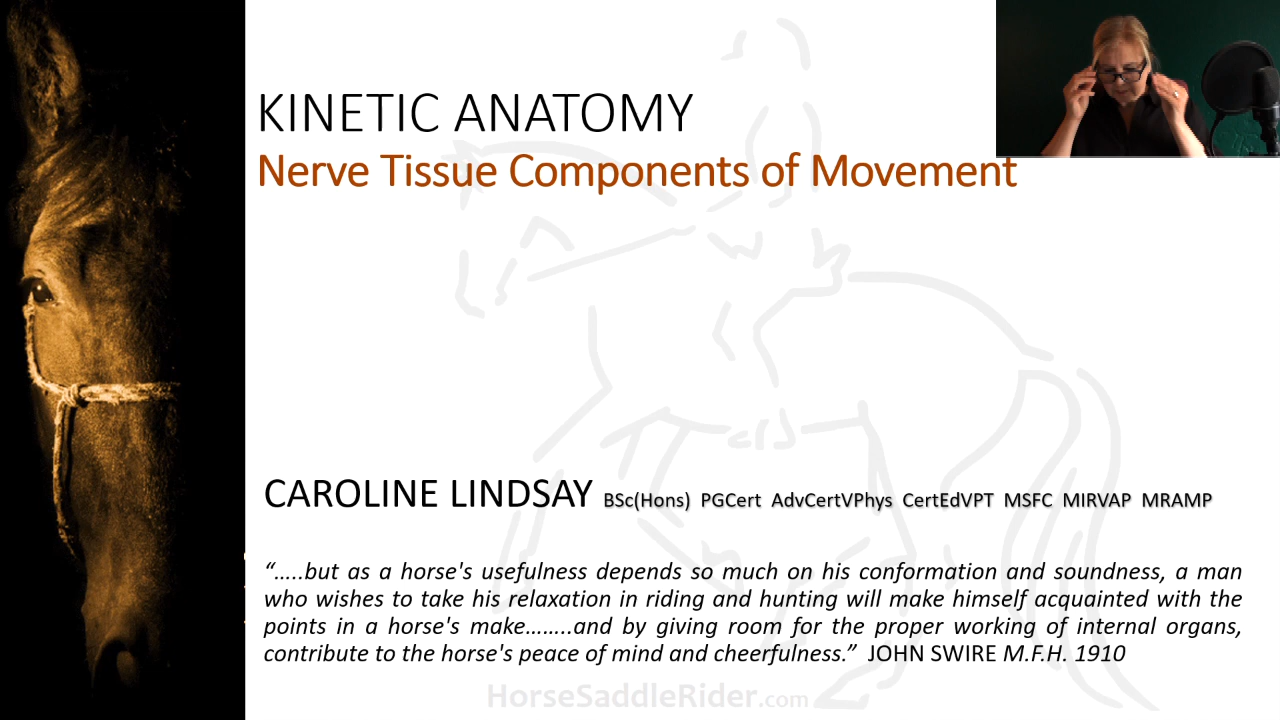 KINETIC ANATOMY
Nerve Tissue Components of Movement
CAROLINE LINDSAY BSc(Hons) PGCert AdvCertVPhys CertEdVPT MSFC MIRVAP MRAMP
“.....but as a horse's usefulness depends so much on his conformation and soundness, a man
who wishes to take his relaxation in riding and hunting will make himself acquainted with the
points in a horse's make........and by giving room for the proper working of internal organs,
contribute to the horse's peace of mind and cheerfulness.” JOHN SWIRE M.F.H. 1910
HorseSaddleRider.com